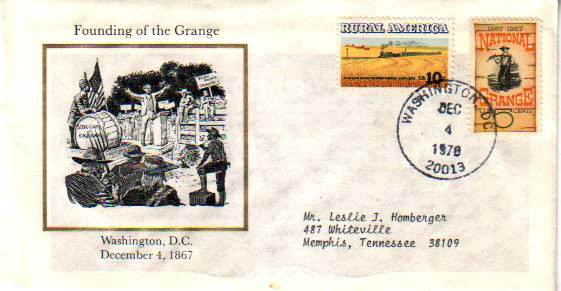 Founding of the Grange
Washington, D.C.
December 4, 1867
RURAL AMERICA
10
1867-1967
NATIONAL
GRANGE
CENTS
WASHINGTON, DC
DEC
4
1978
20013
Mr. Leslie J. Homberger
487 Whiteville
Memphis, Tennessee 38109